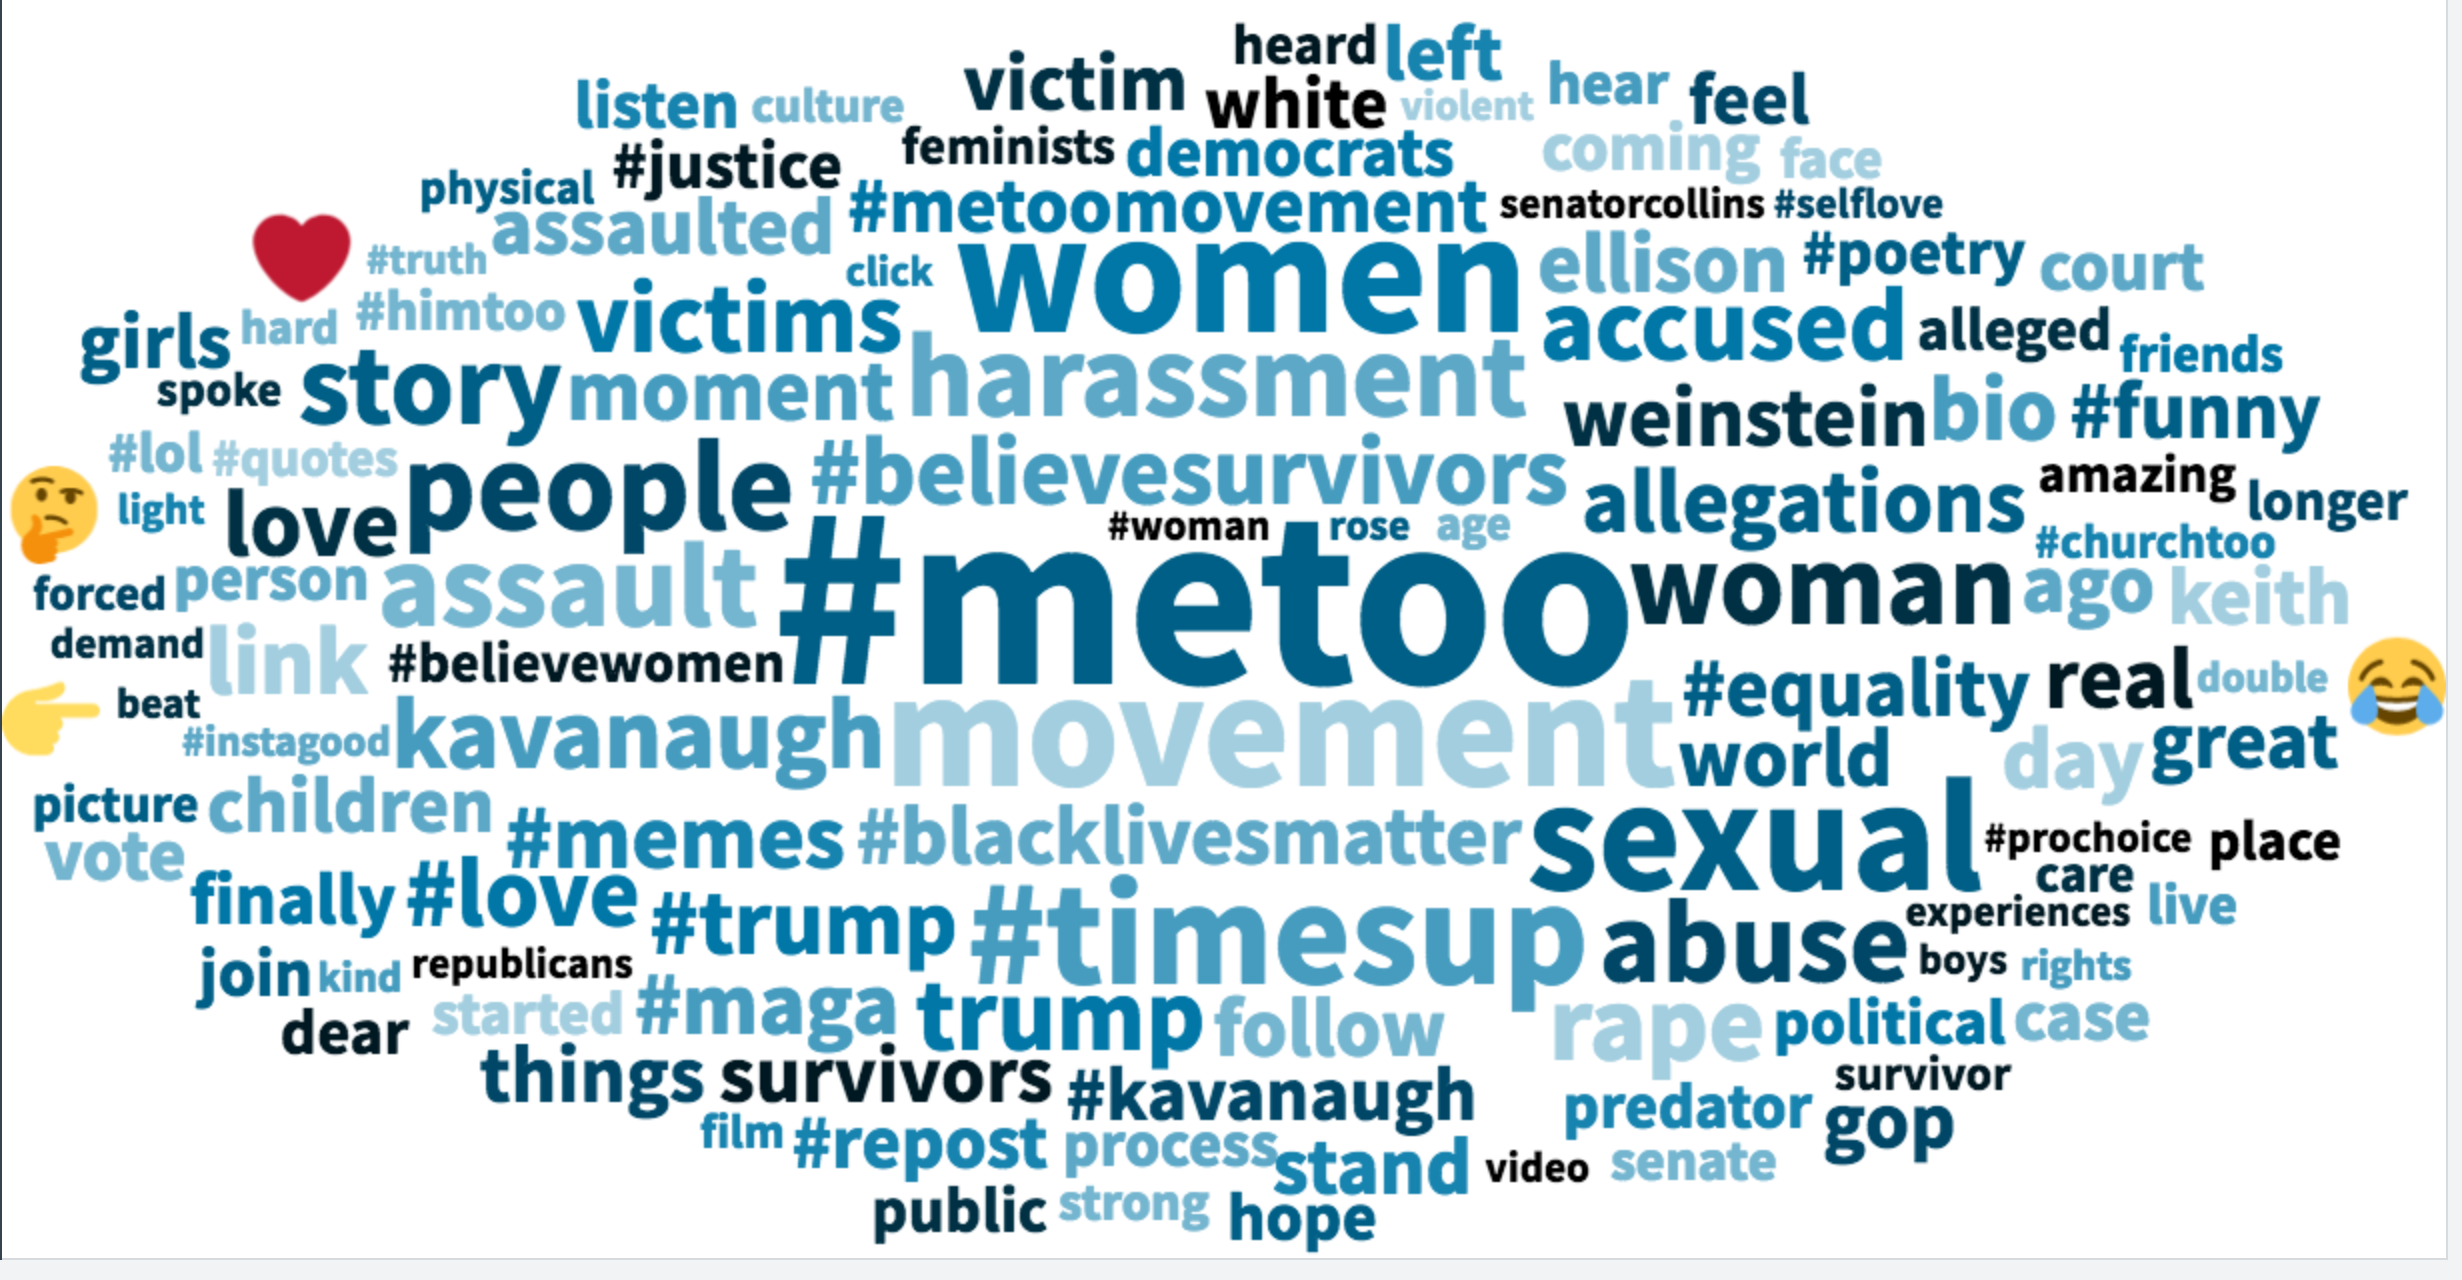 heard left
listen culture victim white violent hear feel
#justice feminists democrats coming face
physical assaulted #metoomovement senatorcollins #selflove
#truth click women ellison #poetry court
girls hard #himtoo victims accused alleged friends
spoke story moment harassment weinstein bio #funny
#lol #quotes people #believesurvivors allegations amazing longer
light love #woman rose age #churchtoo
forced person assault #metoo woman ago keith
demand link #believewomen #equality real double
beat #instagood kavanaugh movement world day great
picture children #memes #blacklivesmatter sexual #prochoice place
vote finally #love #trump #timesup abuse care experiences live
join kind republicans boys rights
dear started #maga trump follow rape political case
things survivors #kavanaugh predator survivor gop
film #repost process stand video senate
public strong hope